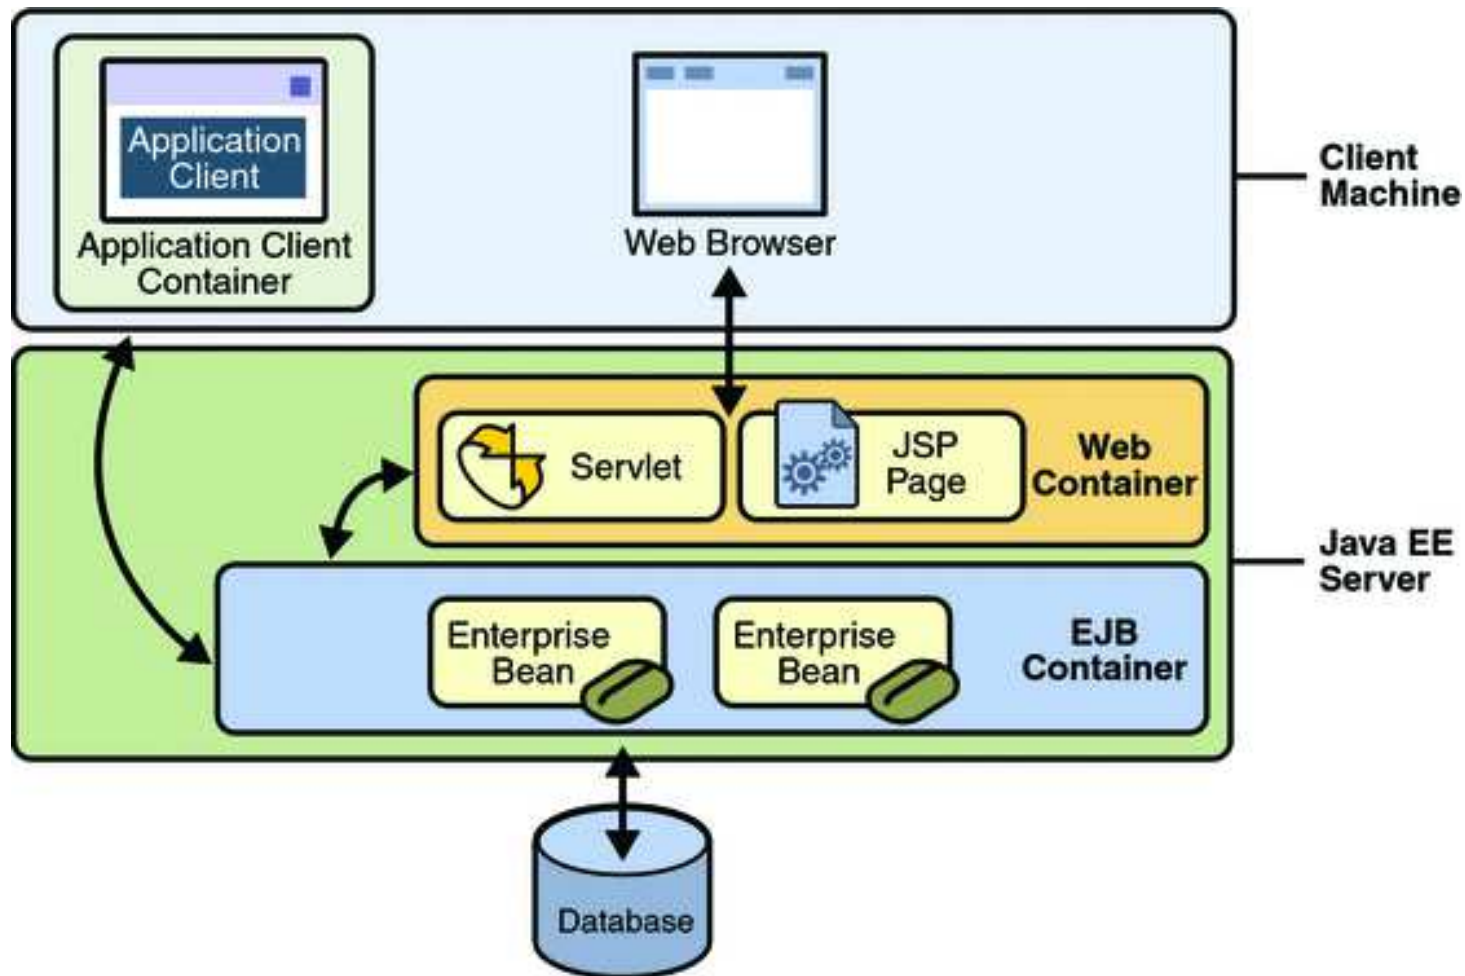 Application
Client
Application Client
Container
Web Browser
Client
Machine
Servlet
JSP
Page
Web
Container
Java EE
Server
Enterprise
Bean
Enterprise
Bean
EJB
Container
Database